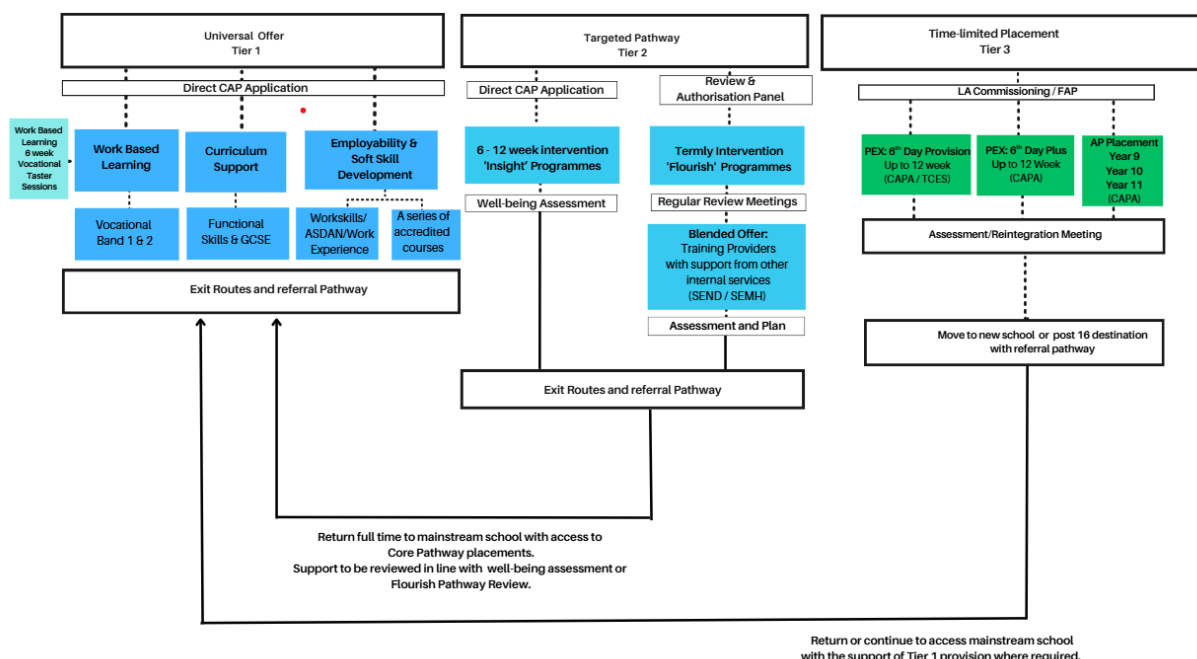 Universal Offer
Tier 1
Direct CAP Application
Work Based
Learning
6 week
Vocational
Taster
Sessions
Work Based
Learning
Curriculum
Support
Employability &
Soft Skill
Development
Vocational
Band 1 & 2
Functional
Skills & GCSE
Workskills/
ASDAN/Work
Experience
A series of
accredited
courses
Exit Routes and referral Pathway
Targeted Pathway
Tier 2
Direct CAP Application
Review &
Authorisation Panel
6 - 12 week intervention
'Insight' Programmes
Termly Intervention
'Flourish' Programmes
Well-being Assessment
Regular Review Meetings
Blended Offer:
Training Providers
with support from other
internal services
(SEND / SEMH)
Assessment and Plan
Exit Routes and referral Pathway
Time-limited Placement
Tier 3
LA Commissioning / FAP
PEX: 6th Day Provision
Up to 12 week
(CAPA / TCES)
PEX: 6th Day Plus
Up to 12 Week
(CAPA)
AP Placement
Year 9
Year 10
Year 11
(CAPA)
Assessment/Reintegration Meeting
Move to new school or post 16 destination
with referral pathway
Return full time to mainstream school with access to
Core Pathway placements.
Support to be reviewed in line with well-being assessment or
Flourish Pathway Review.
Return or continue to access mainstream school
with the support of Tier 1 provision where required.